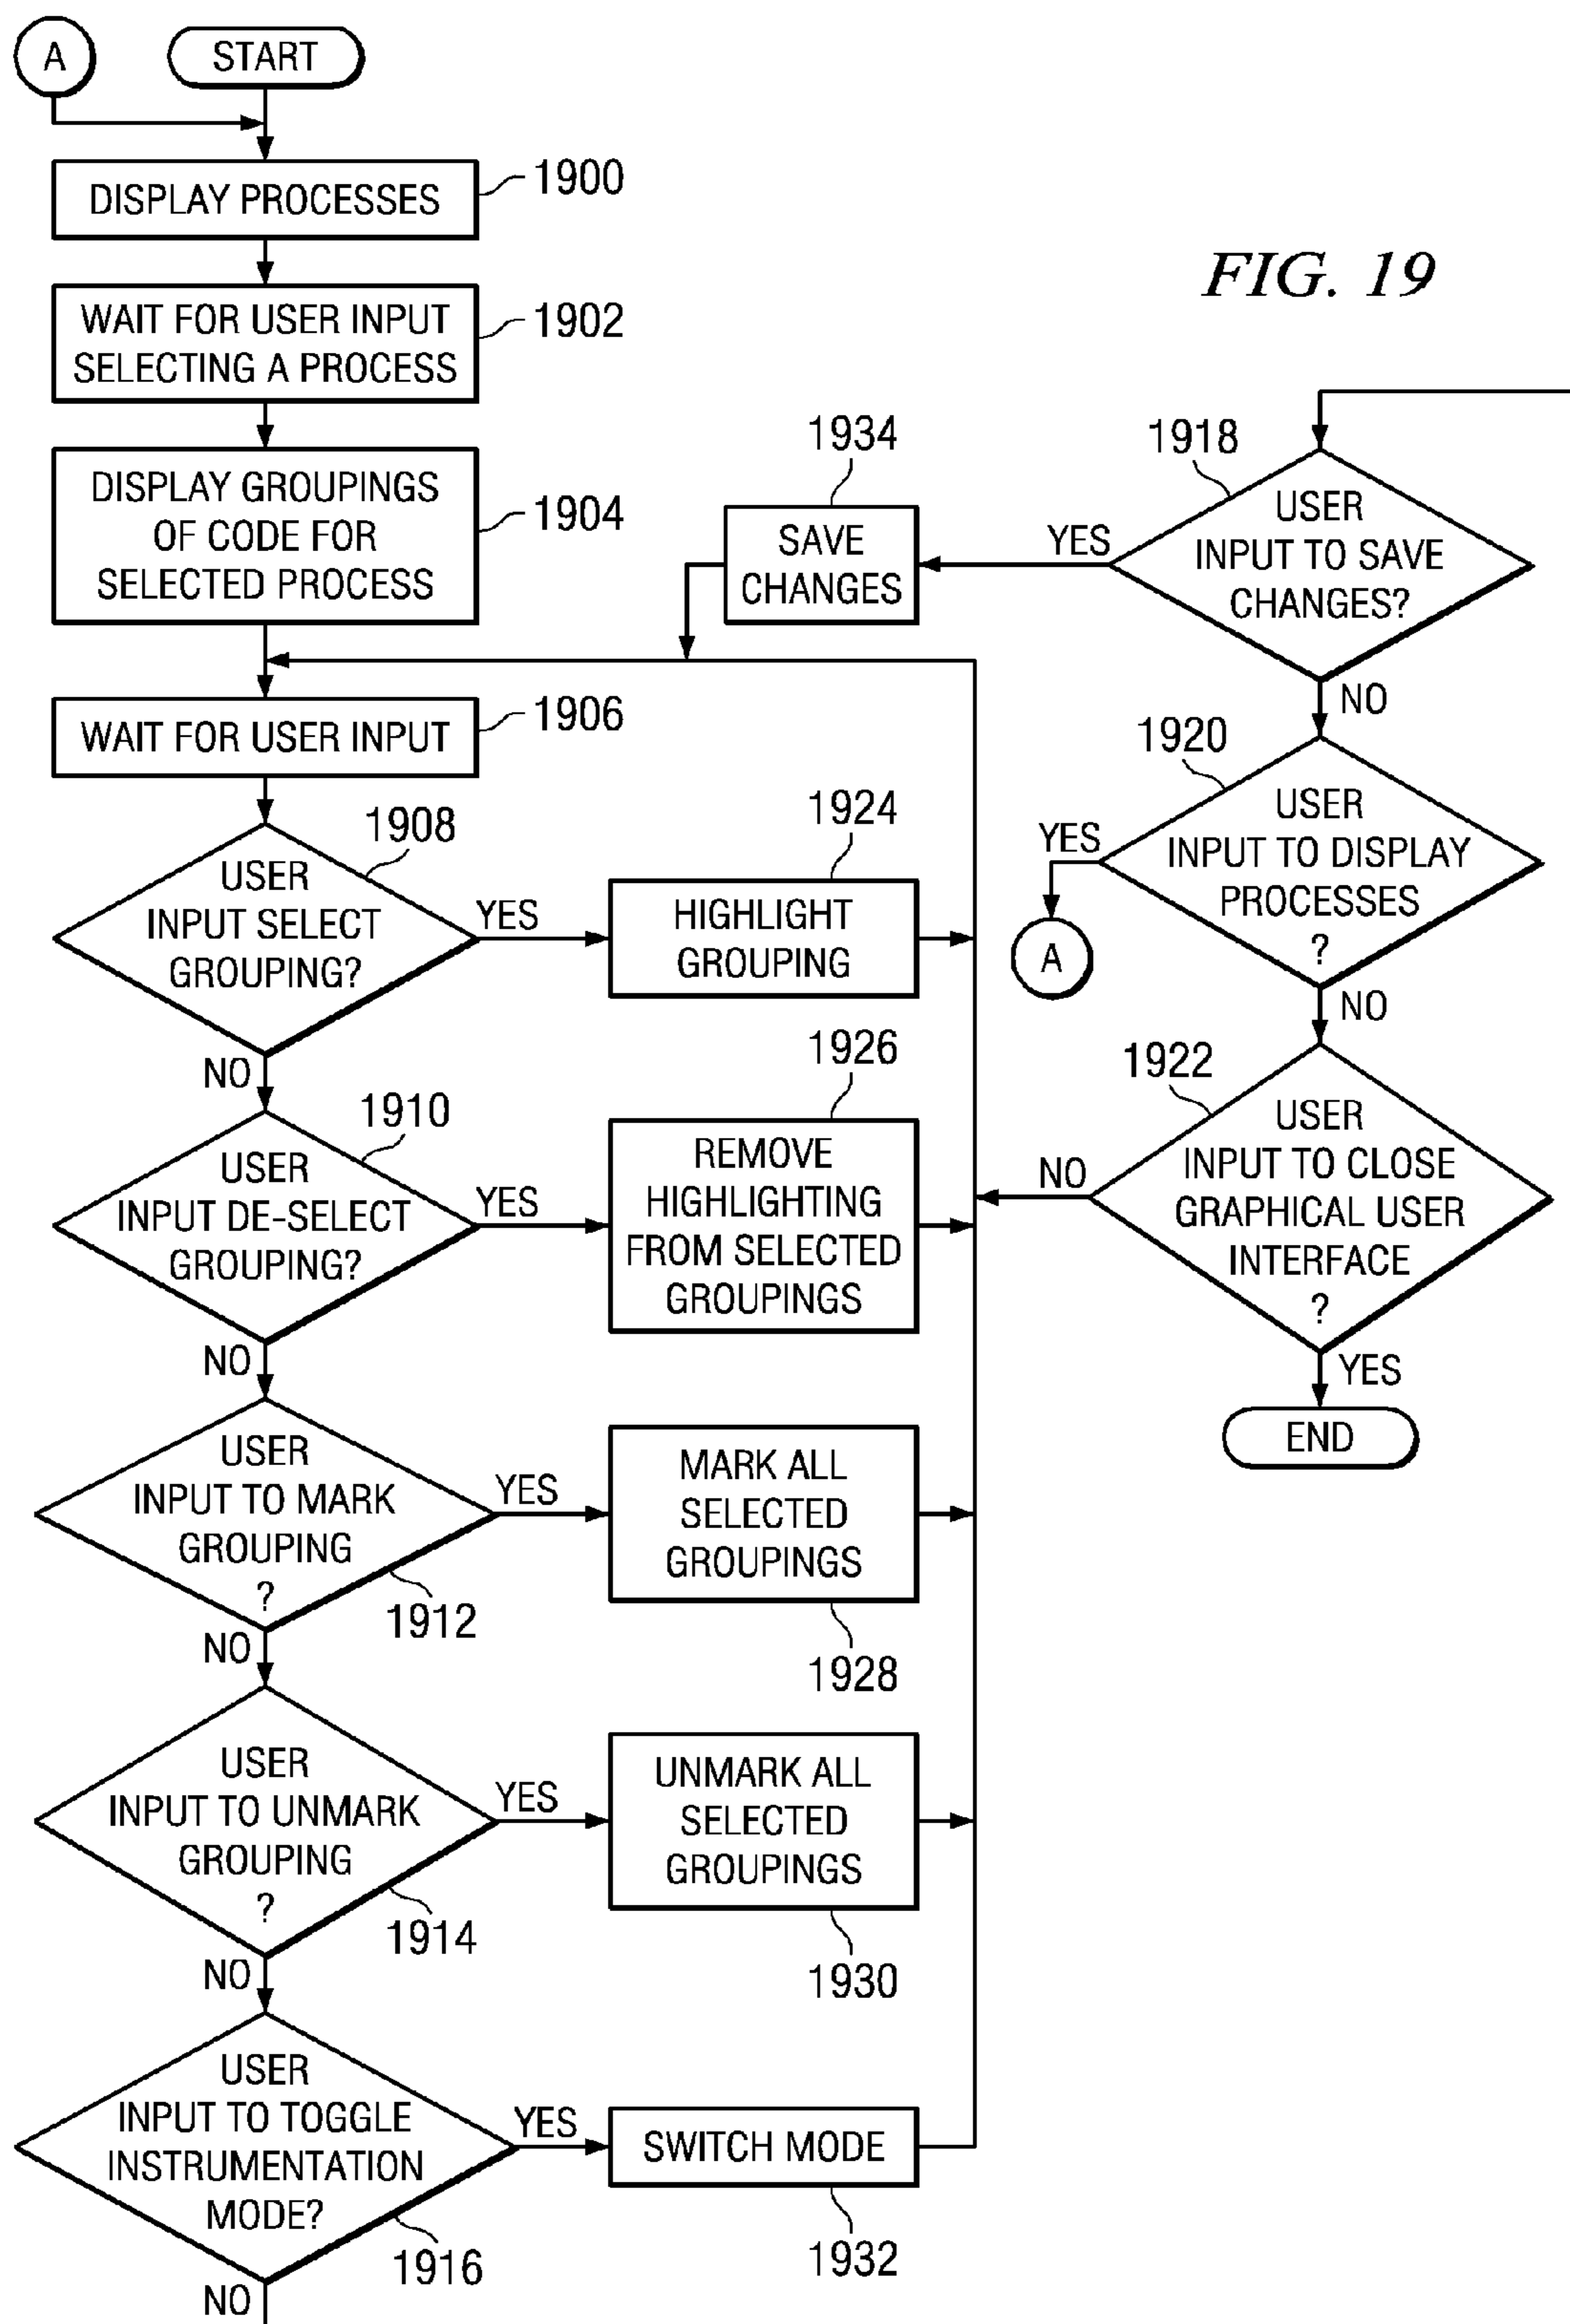 A
START
DISPLAY PROCESSES
1900
WAIT FOR USER INPUT
SELECTING A PROCESS
1902
DISPLAY GROUPINGS
OF CODE FOR
SELECTED PROCESS
1904
WAIT FOR USER INPUT
1906
USER
INPUT SELECT
GROUPING?
1908
YES
HIGHLIGHT
GROUPING
1924
NO
USER
INPUT DE-SELECT
GROUPING?
1910
YES
REMOVE
HIGHLIGHTING
FROM SELECTED
GROUPINGS
1926
NO
USER
INPUT TO MARK
GROUPING
?
1912
YES
MARK ALL
SELECTED
GROUPINGS
1928
NO
USER
INPUT TO UNMARK
GROUPING
?
1914
YES
UNMARK ALL
SELECTED
GROUPINGS
1930
NO
USER
INPUT TO TOGGLE
INSTRUMENTATION
MODE?
1916
YES
SWITCH MODE
1932
NO
FIG. 19
1918
USER
INPUT TO SAVE
CHANGES?
YES
1934
SAVE
CHANGES
NO
1920
USER
INPUT TO DISPLAY
PROCESSES
?
YES
A
NO
1922
USER
INPUT TO CLOSE
GRAPHICAL USER
INTERFACE
?
NO
YES
END